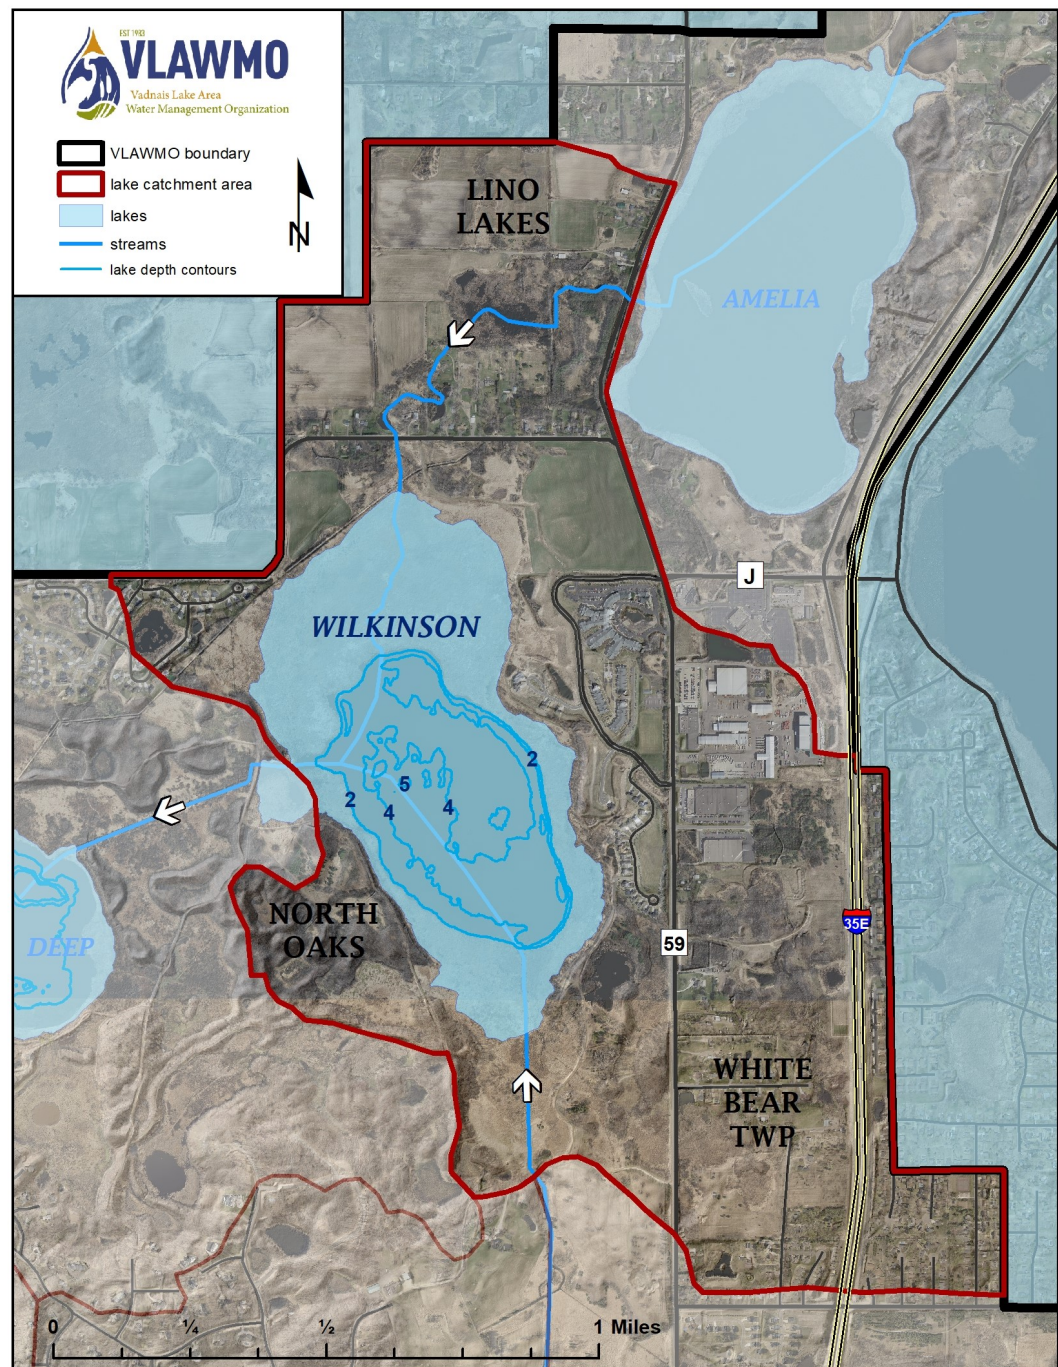 EST 1983
VLAWMO
Vadnais Lake Area
Water Management Organization
VLAWMO boundary
lake catchment area
lakes
streams
lake depth contours
N
LINO
LAKES
AMELIA
J
WILKINSON
2
5
2
4
4
NORTH
OAKS
DEEP
35E
59
WHITE
BEAR
TWP
0
¼
½
1 Miles